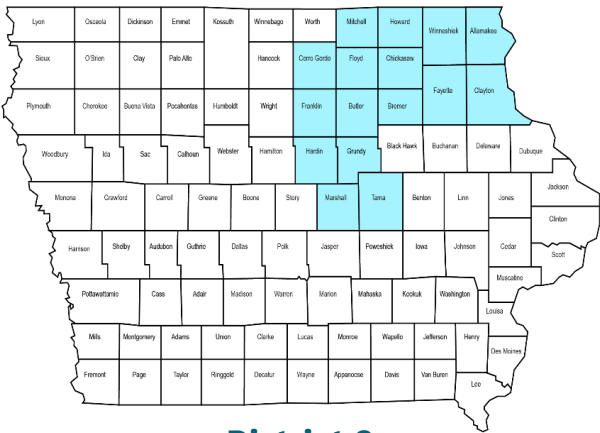 Lyon Osceola Dickinson Emmet Kossuth Winnebago Worth Mitchell Howard Winneshiek Allamakee
Sioux O'Brien Clay Palo Alto Hancock Cerro Gordo Floyd Chickasaw
Plymouth Cherokee Buena Vista Pocahontas Humboldt Wright Franklin Butler Bremer Fayette Clayton
Woodbury Ida Sac Calhoun Webster Hamilton Hardin Grundy Black Hawk Buchanan Delaware Dubuque
Monona Crawford Carroll Greene Boone Story Marshall Tama Benton Linn Jones Jackson
Clinton
Harrison Shelby Audubon Guthrie Dallas Polk Jasper Poweshiek Iowa Johnson Cedar Scott
Muscatine
Pottawattamie Cass Adair Madison Warren Marion Mahaska Keokuk Washington Louisa
Mills Montgomery Adams Union Clarke Lucas Monroe Wapello Jefferson Henry Des Moines
Fremont Page Taylor Ringgold Decatur Wayne Appanoose Davis Van Buren Lee